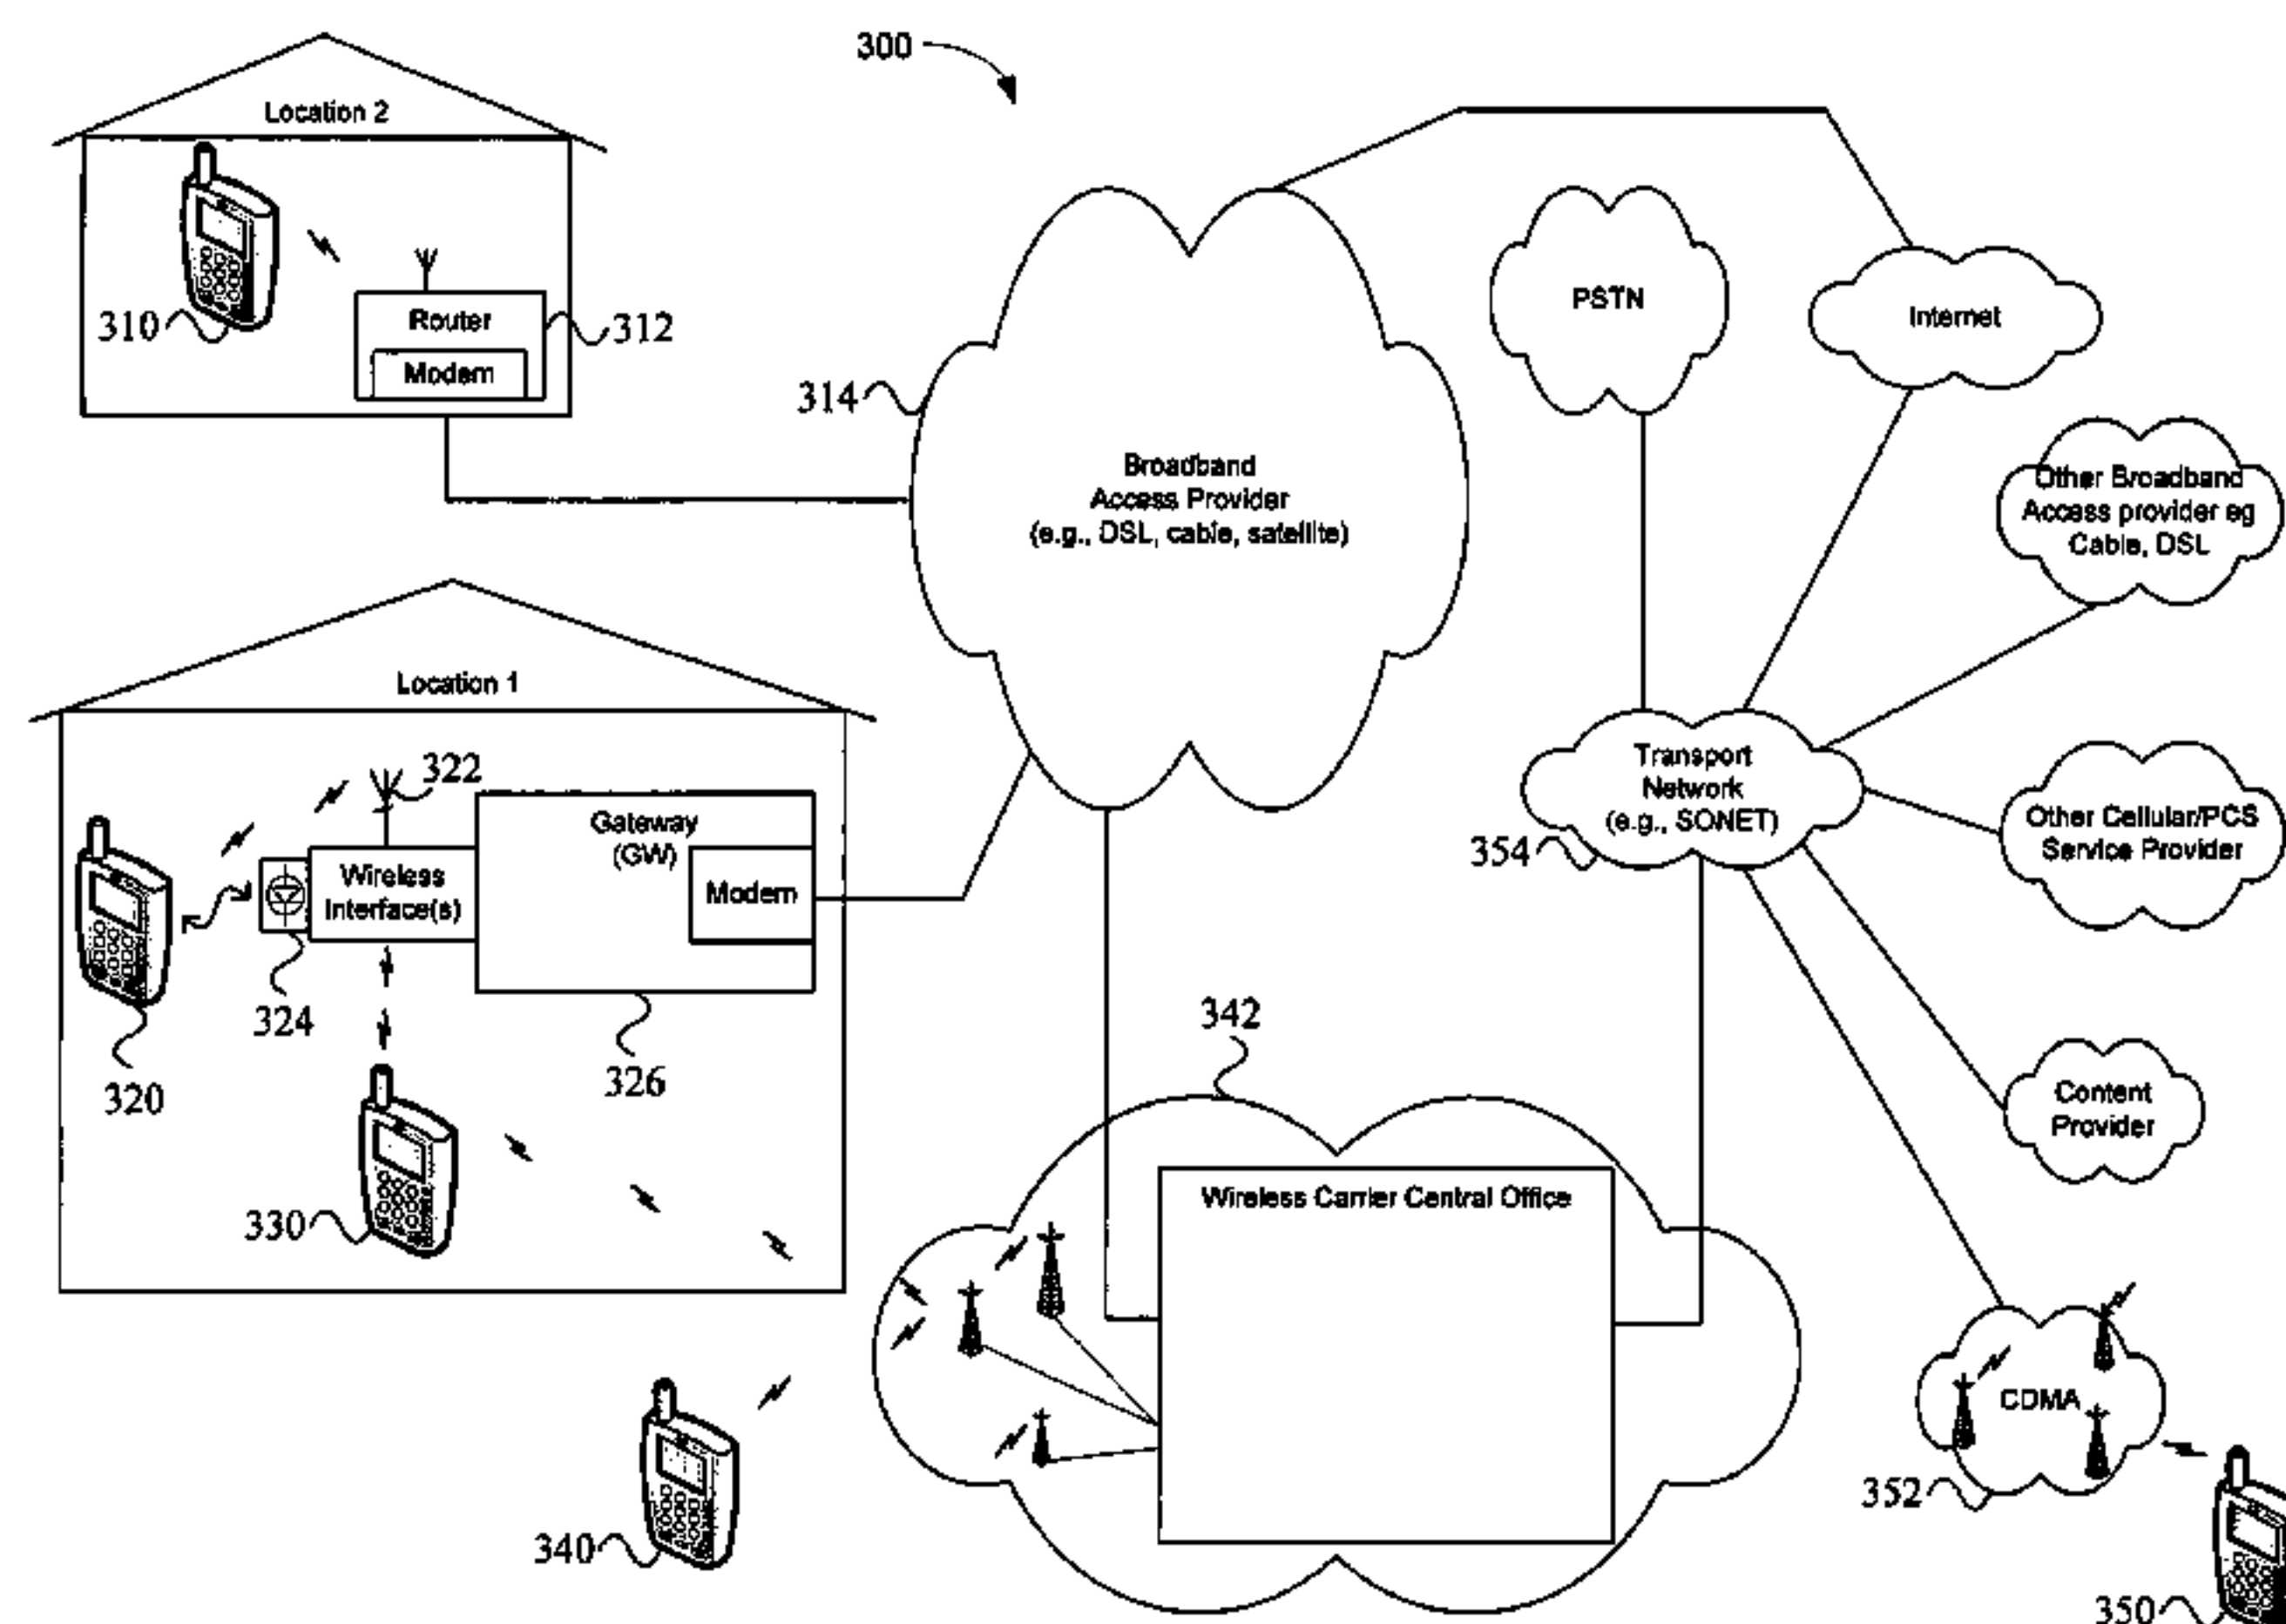 300
Location 2
310
Router
312
Modem
314
Broadband
Access Provider
(e.g., DSL, cable, satellite)
PSTN
Internet
Other Broadband
Access provider eg
Cable, DSL
Location 1
322
Gateway
(GW)
Wireless
Interface(s)
Modem
324
320
326
330
Transport
Network
(e.g., SONET)
354
Other Cellular/PCS
Service Provider
342
Content
Provider
Wireless Carrier Central Office
340
CDMA
352
350